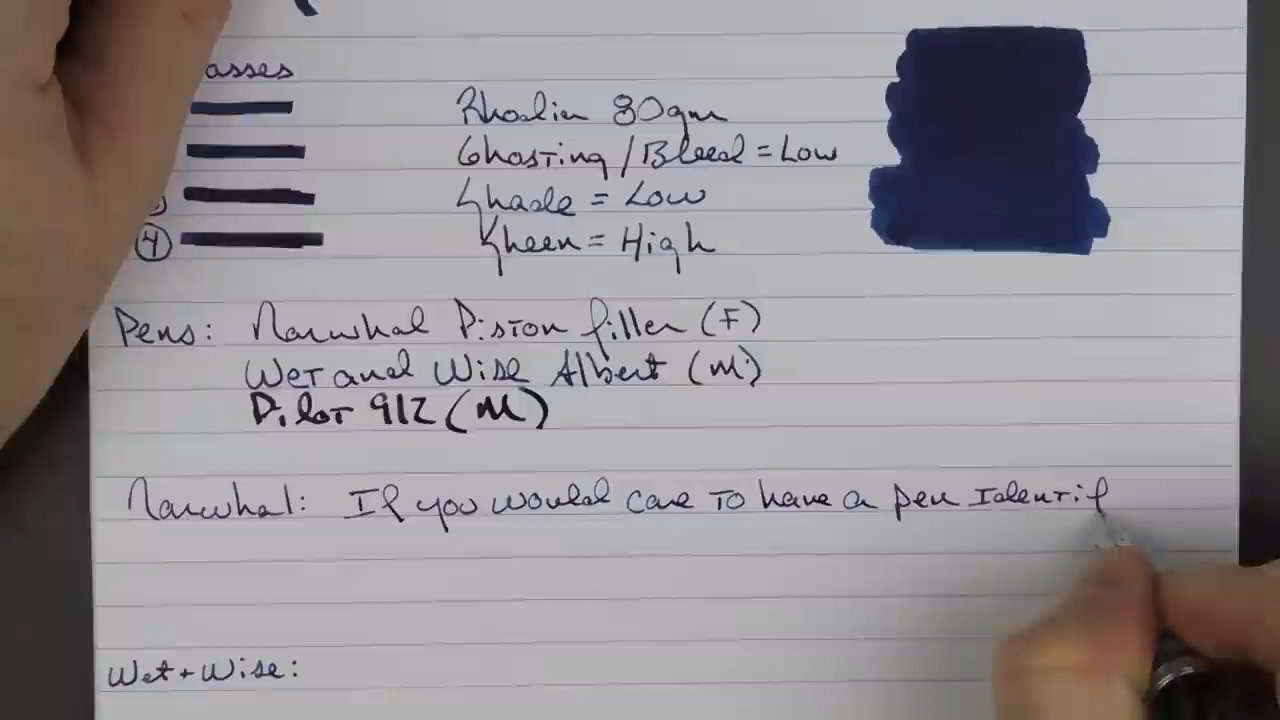 asses
Rhodia 80gm
Ghosting/Bleed = Low
Shade = Low
④
Sheen = High
Pens: Narwhal Piston filler (F)
Wet and Wise Albert (M)
Pilot 912 (M)
Narwhal: If you would care to have a pen Identif
Wet + Wise: